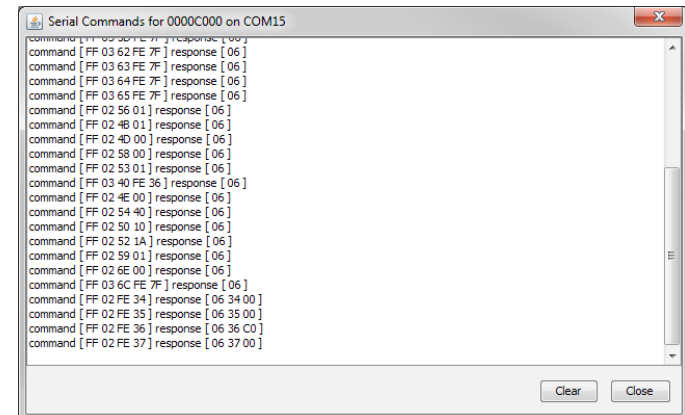 Serial Commands for 0000C000 on COM15
command [ FF 03 5D FE 7F ] response [ 06 ]
command [ FF 03 62 FE 7F ] response [ 06 ]
command [ FF 03 63 FE 7F ] response [ 06 ]
command [ FF 03 64 FE 7F ] response [ 06 ]
command [ FF 03 65 FE 7F ] response [ 06 ]
command [ FF 02 56 01 ] response [ 06 ]
command [ FF 02 4B 01 ] response [ 06 ]
command [ FF 02 4D 00 ] response [ 06 ]
command [ FF 02 58 00 ] response [ 06 ]
command [ FF 02 53 01 ] response [ 06 ]
command [ FF 03 40 FE 36 ] response [ 06 ]
command [ FF 02 4E 00 ] response [ 06 ]
command [ FF 02 54 40 ] response [ 06 ]
command [ FF 02 50 10 ] response [ 06 ]
command [ FF 02 52 1A ] response [ 06 ]
command [ FF 02 59 01 ] response [ 06 ]
command [ FF 02 6E 00 ] response [ 06 ]
command [ FF 03 6C FE 7F ] response [ 06 ]
command [ FF 02 FE 34 ] response [ 06 34 00 ]
command [ FF 02 FE 35 ] response [ 06 35 00 ]
command [ FF 02 FE 36 ] response [ 06 36 C0 ]
command [ FF 02 FE 37 ] response [ 06 37 00 ]
Clear Close